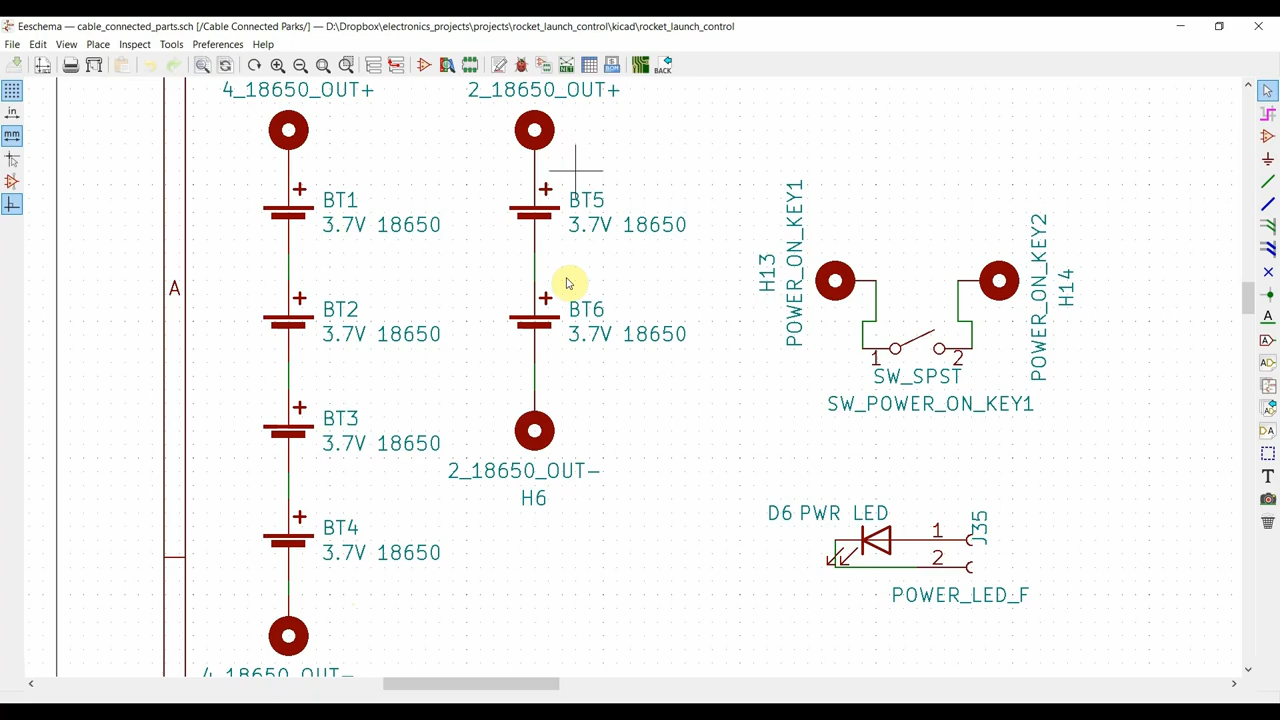 Eeschema — cable_connected_parts.sch [/Cable Connected Parks/] — D:\Dropbox\electronics_projects\projects\rocket_launch_control\kicad\rocket_launch_control
File Edit View Place Inspect Tools Preferences Help
BACK
in
mm
4_18650_OUT+
2_18650_OUT+
BT1
3.7V 18650
BT5
3.7V 18650
A
BT2
3.7V 18650
BT6
3.7V 18650
BT3
3.7V 18650
2_18650_OUT-
H6
BT4
3.7V 18650
4_18650_OUT-
H13
POWER_ON_KEY1
POWER_ON_KEY2
H14
1 2
SW_SPST
SW_POWER_ON_KEY1
D6 PWR LED
1
2
J35
POWER_LED_F